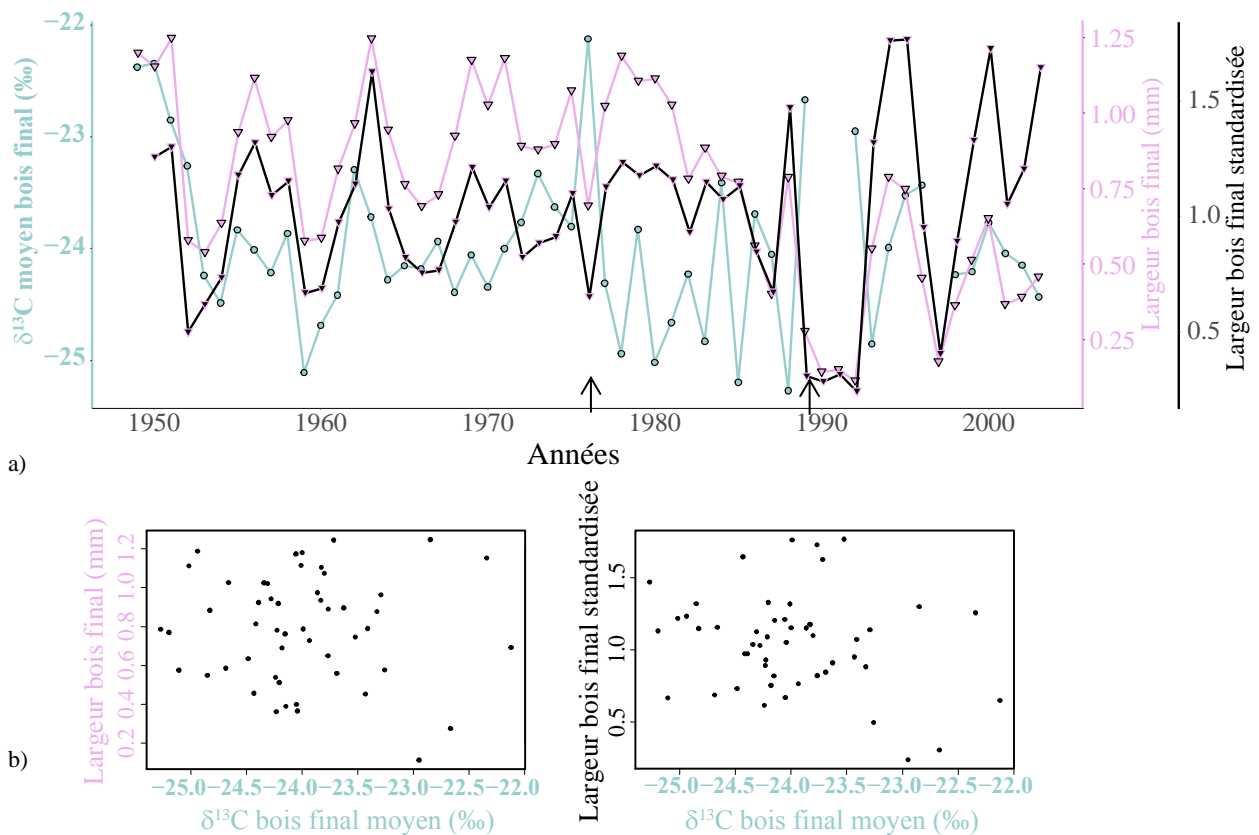 −22
−23
−24
−25
δ¹³C moyen bois final (‰)
1.25
1.00
0.75
0.50
0.25
Largeur bois final (mm)
1.5
1.0
0.5
Largeur bois final standardisée
1950 1960 1970 1980 1990 2000
Années
a)
Largeur bois final (mm)
0.2 0.4 0.6 0.8 1.0 1.2
−25.0 −24.5 −24.0 −23.5 −23.0 −22.5 −22.0
δ¹³C bois final moyen (‰)
Largeur bois final standardisée
0.5 1.0 1.5
−25.0 −24.5 −24.0 −23.5 −23.0 −22.5 −22.0
δ¹³C bois final moyen (‰)
b)